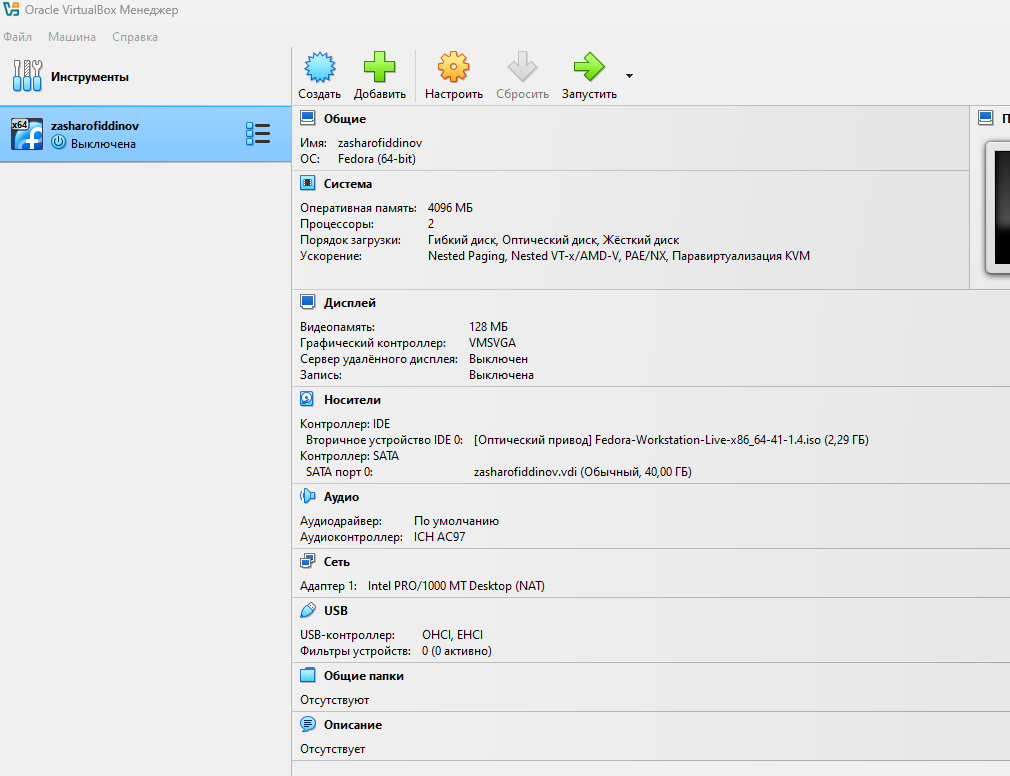 Oracle VirtualBox Менеджер
Файл Машина Справка
Инструменты
Создать Добавить Настроить Сбросить Запустить
x64
zasharofiddinov
Выключена
Общие
Имя: zasharofiddinov
ОС: Fedora (64-bit)
Система
Оперативная память: 4096 МБ
Процессоры: 2
Порядок загрузки: Гибкий диск, Оптический диск, Жёсткий диск
Ускорение: Nested Paging, Nested VT-x/AMD-V, PAE/NX, Паравиртуализация KVM
Дисплей
Видеопамять: 128 МБ
Графический контроллер: VMSVGA
Сервер удалённого дисплея: Выключен
Запись: Выключена
Носители
Контроллер: IDE
Вторичное устройство IDE 0: [Оптический привод] Fedora-Workstation-Live-x86_64-41-1.4.iso (2,29 ГБ)
Контроллер: SATA
SATA порт 0: zasharofiddinov.vdi (Обычный, 40,00 ГБ)
Аудио
Аудиодрайвер: По умолчанию
Аудиоконтроллер: ICH AC97
Сеть
Адаптер 1: Intel PRO/1000 MT Desktop (NAT)
USB
USB-контроллер: OHCI, EHCI
Фильтры устройств: 0 (0 активно)
Общие папки
Отсутствуют
Описание
Отсутствует